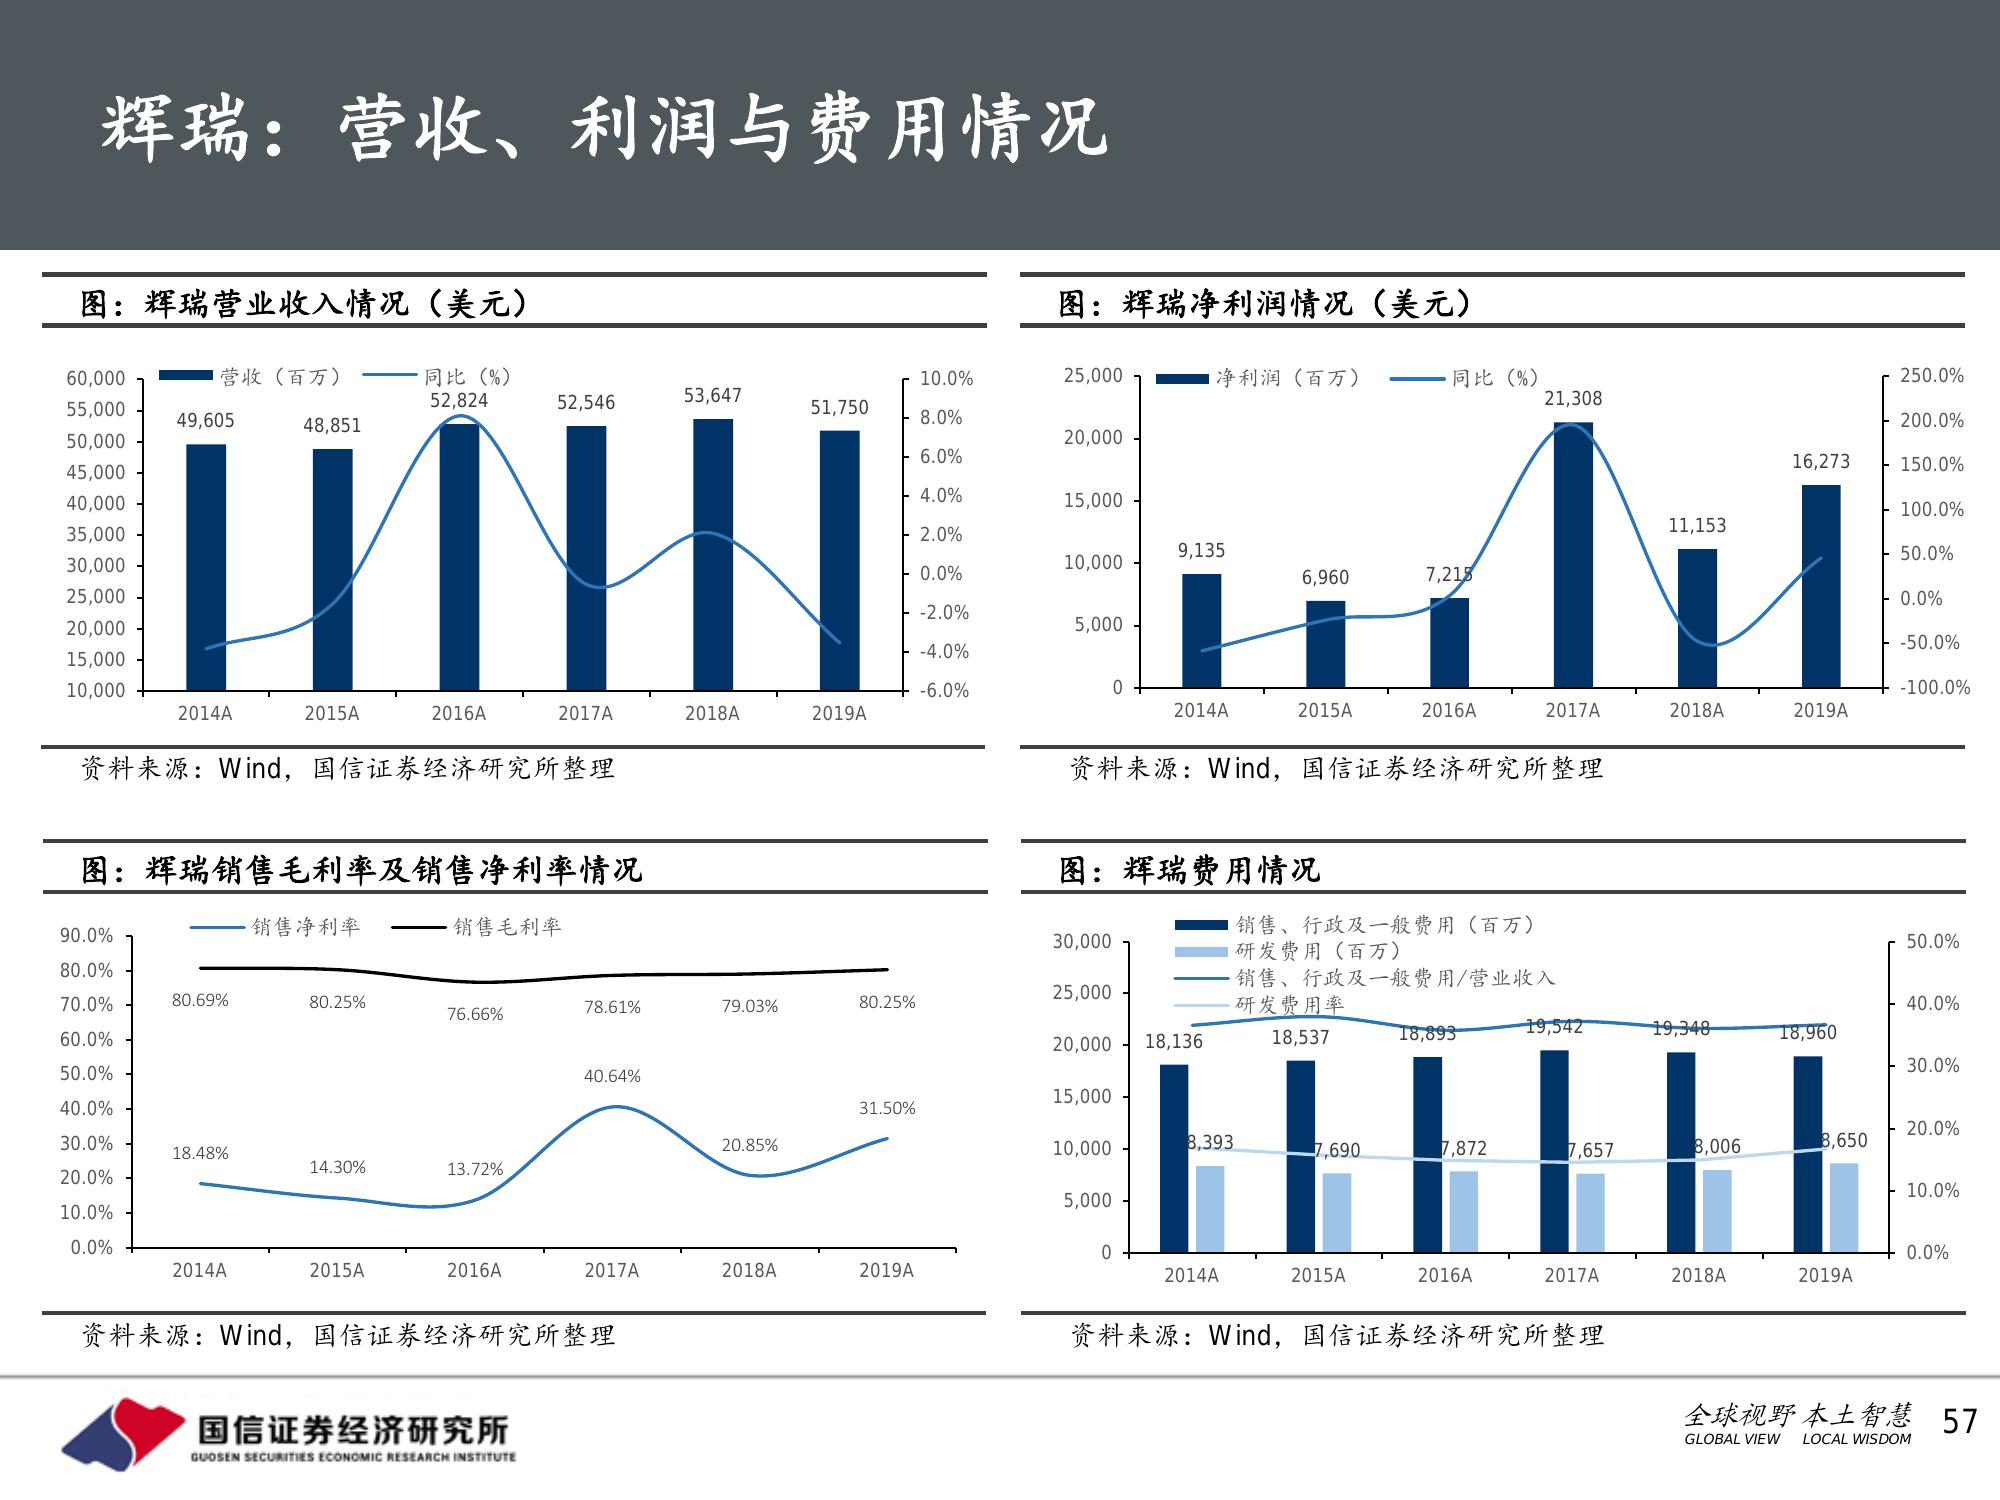 辉瑞：营收、利润与费用情况
图：辉瑞营业收入情况（美元）
营收（百万） 同比（%）
60,000
55,000
50,000
45,000
40,000
35,000
30,000
25,000
20,000
15,000
10,000
49,605 48,851 52,824 52,546 53,647 51,750
10.0%
8.0%
6.0%
4.0%
2.0%
0.0%
-2.0%
-4.0%
-6.0%
2014A 2015A 2016A 2017A 2018A 2019A
资料来源：Wind，国信证券经济研究所整理
图：辉瑞净利润情况（美元）
净利润（百万） 同比（%）
25,000
20,000
15,000
10,000
5,000
0
9,135 6,960 7,215 21,308 11,153 16,273
250.0%
200.0%
150.0%
100.0%
50.0%
0.0%
-50.0%
-100.0%
2014A 2015A 2016A 2017A 2018A 2019A
资料来源：Wind，国信证券经济研究所整理
图：辉瑞销售毛利率及销售净利率情况
销售净利率 销售毛利率
90.0%
80.0%
70.0%
60.0%
50.0%
40.0%
30.0%
20.0%
10.0%
0.0%
80.69% 80.25% 76.66% 78.61% 79.03% 80.25%
18.48% 14.30% 13.72% 40.64% 20.85% 31.50%
2014A 2015A 2016A 2017A 2018A 2019A
资料来源：Wind，国信证券经济研究所整理
图：辉瑞费用情况
销售、行政及一般费用（百万）
研发费用（百万）
销售、行政及一般费用/营业收入
研发费用率
30,000
25,000
20,000
15,000
10,000
5,000
0
18,136 18,537 18,893 19,542 19,348 18,960
8,393 7,690 7,872 7,657 8,006 8,650
50.0%
40.0%
30.0%
20.0%
10.0%
0.0%
2014A 2015A 2016A 2017A 2018A 2019A
资料来源：Wind，国信证券经济研究所整理
国信证券经济研究所
GUOSEN SECURITIES ECONOMIC RESEARCH INSTITUTE
全球视野 本土智慧
GLOBAL VIEW LOCAL WISDOM
57